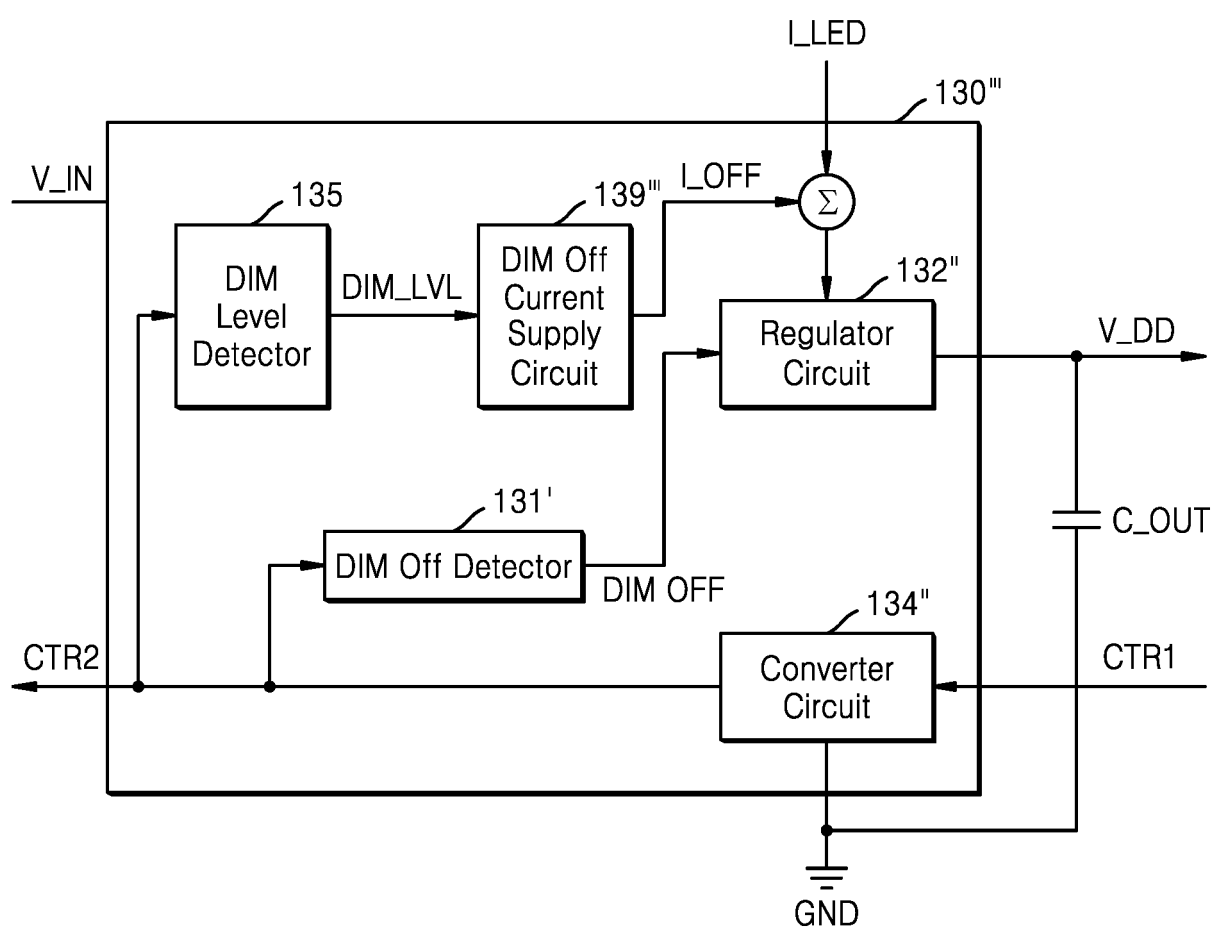 I_LED
130'''
V_IN
135
139'''
I_OFF
Σ
DIM
Level
Detector
DIM_LVL
DIM Off
Current
Supply
Circuit
132"
Regulator
Circuit
V_DD
131'
DIM Off Detector
DIM OFF
C_OUT
134"
CTR2
Converter
Circuit
CTR1
GND